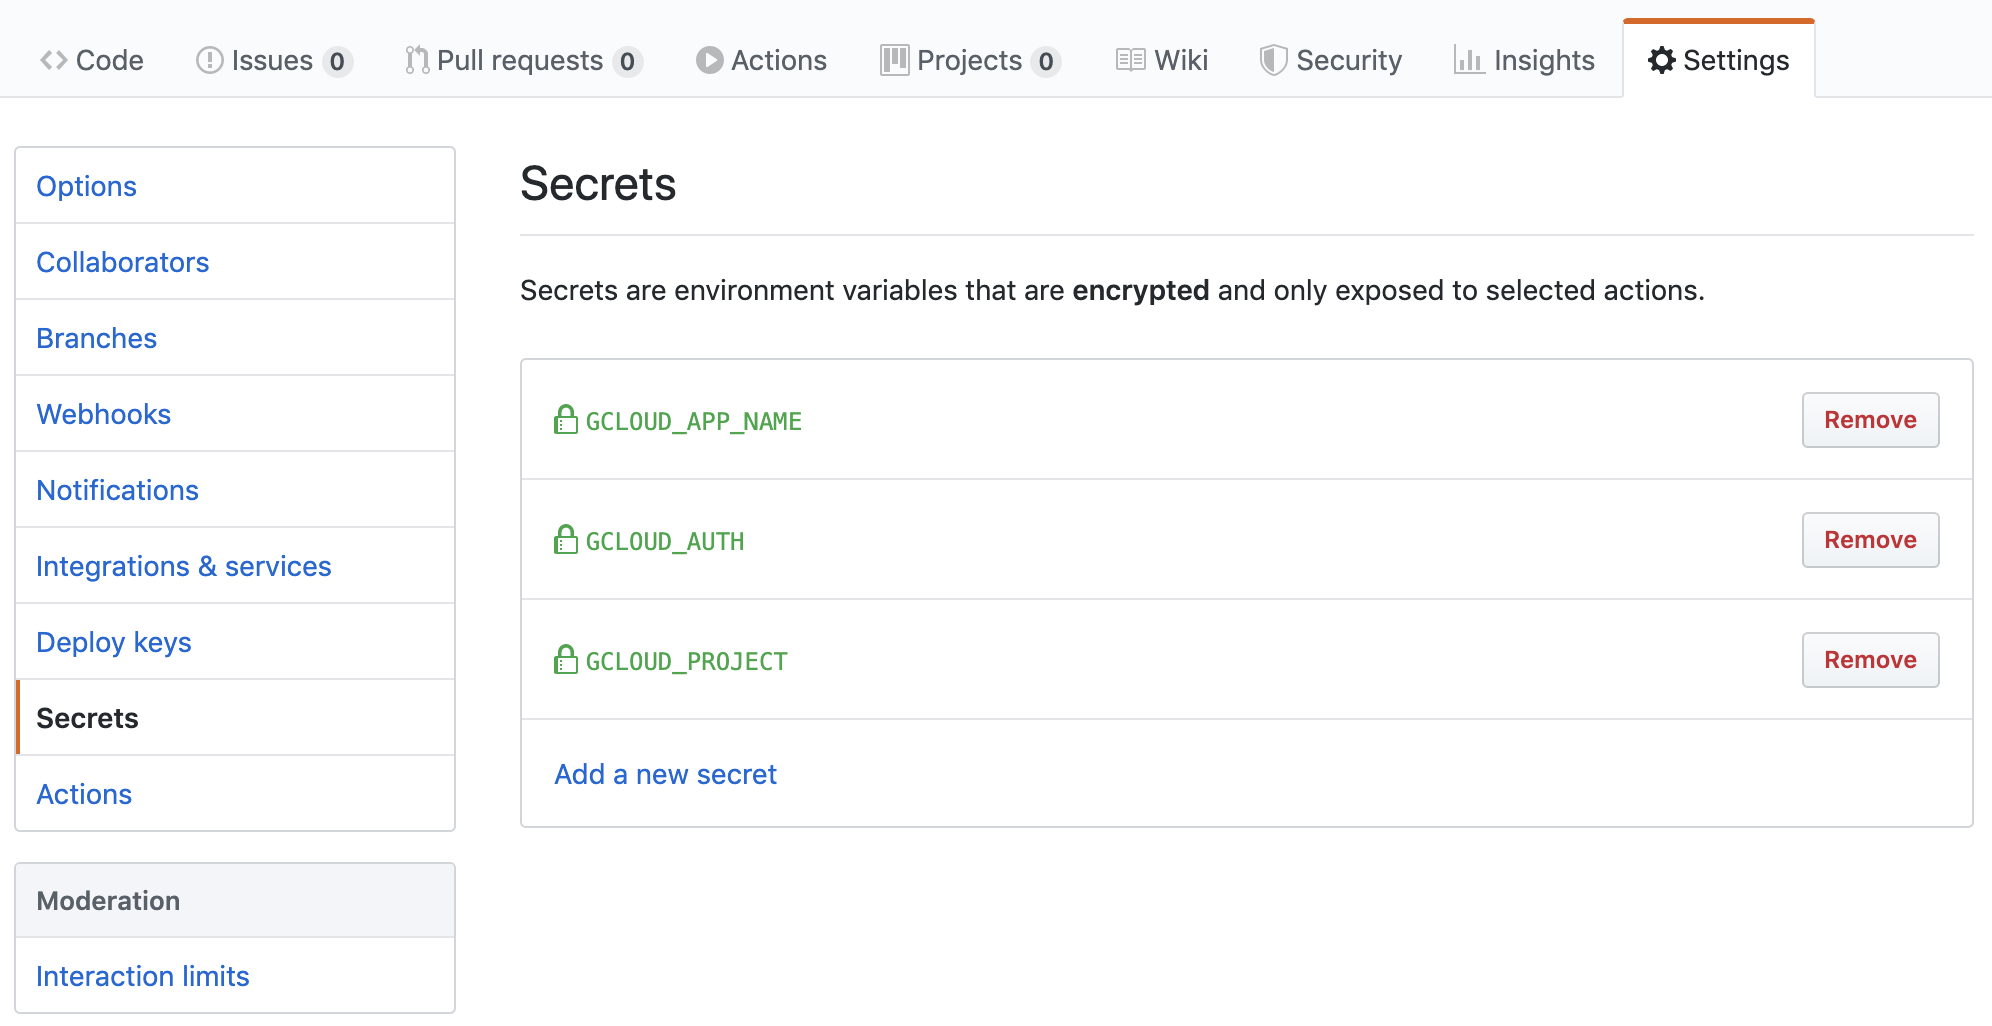 Code Issues 0 Pull requests 0 Actions Projects 0 Wiki Security Insights Settings
Options
Collaborators
Branches
Webhooks
Notifications
Integrations & services
Deploy keys
Secrets
Actions
Moderation
Interaction limits
Secrets
Secrets are environment variables that are encrypted and only exposed to selected actions.
GCLOUD_APP_NAME Remove
GCLOUD_AUTH Remove
GCLOUD_PROJECT Remove
Add a new secret